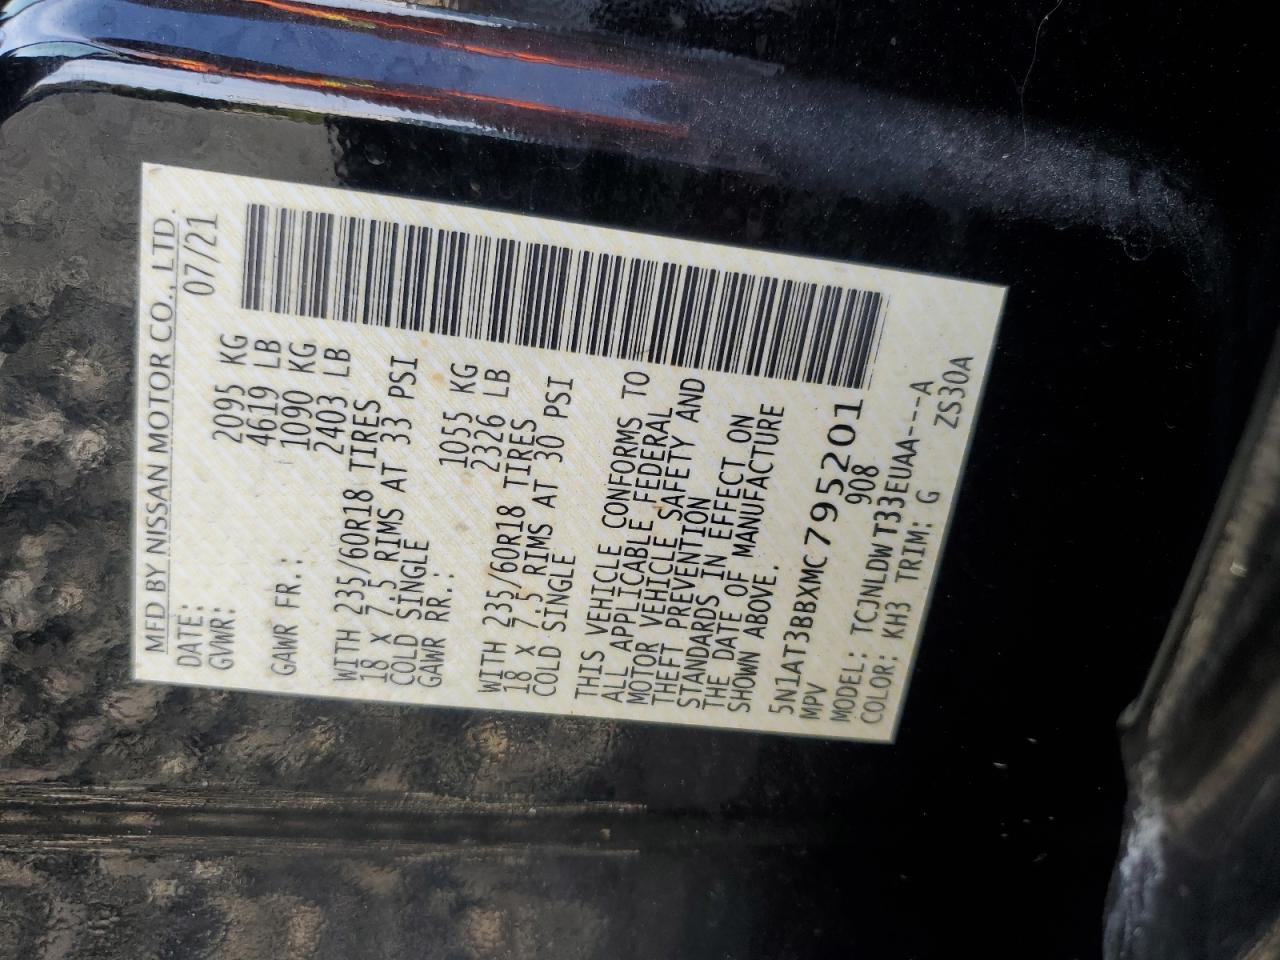 MFD BY NISSAN MOTOR CO., LTD.
DATE: 07/21
GVWR: 2095 KG
4619 LB
GAWR FR.: 1090 KG
2403 LB
WITH 235/60R18 TIRES
18 X 7.5 RIMS AT 33 PSI
COLD SINGLE
GAWR RR.: 1055 KG
2326 LB
WITH 235/60R18 TIRES
18 X 7.5 RIMS AT 30 PSI
COLD SINGLE
THIS VEHICLE CONFORMS TO
ALL APPLICABLE FEDERAL
MOTOR VEHICLE SAFETY AND
THEFT PREVENTION
STANDARDS IN EFFECT ON
THE DATE OF MANUFACTURE
SHOWN ABOVE.
5N1AT3BBXMC795201
MPV 908
MODEL: TCJNLDWT33EUAA---A
COLOR: KH3 TRIM: G ZS30A